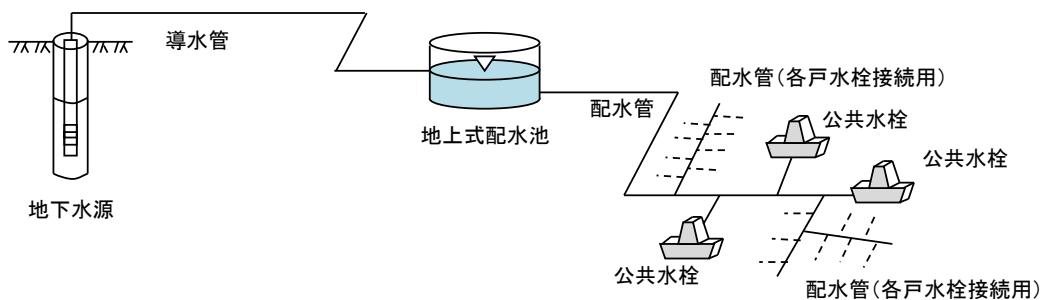 導水管
配水管(各戸水栓接続用)
配水管
公共水栓
地上式配水池
公共水栓
地下水源
公共水栓
配水管(各戸水栓接続用)